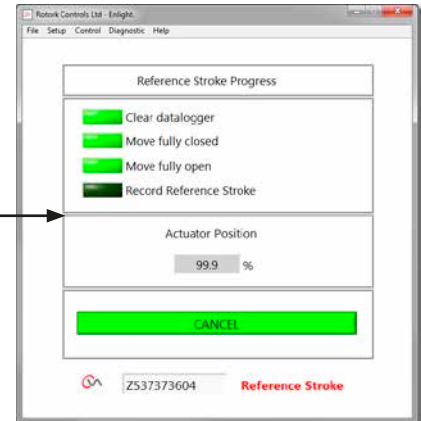 Rotork Controls Ltd - Enlight.
File Setup Control Diagnostic Help
Reference Stroke Progress
Clear datalogger
Move fully closed
Move fully open
Record Reference Stroke
Actuator Position
99.9 %
CANCEL
Z537373604 Reference Stroke